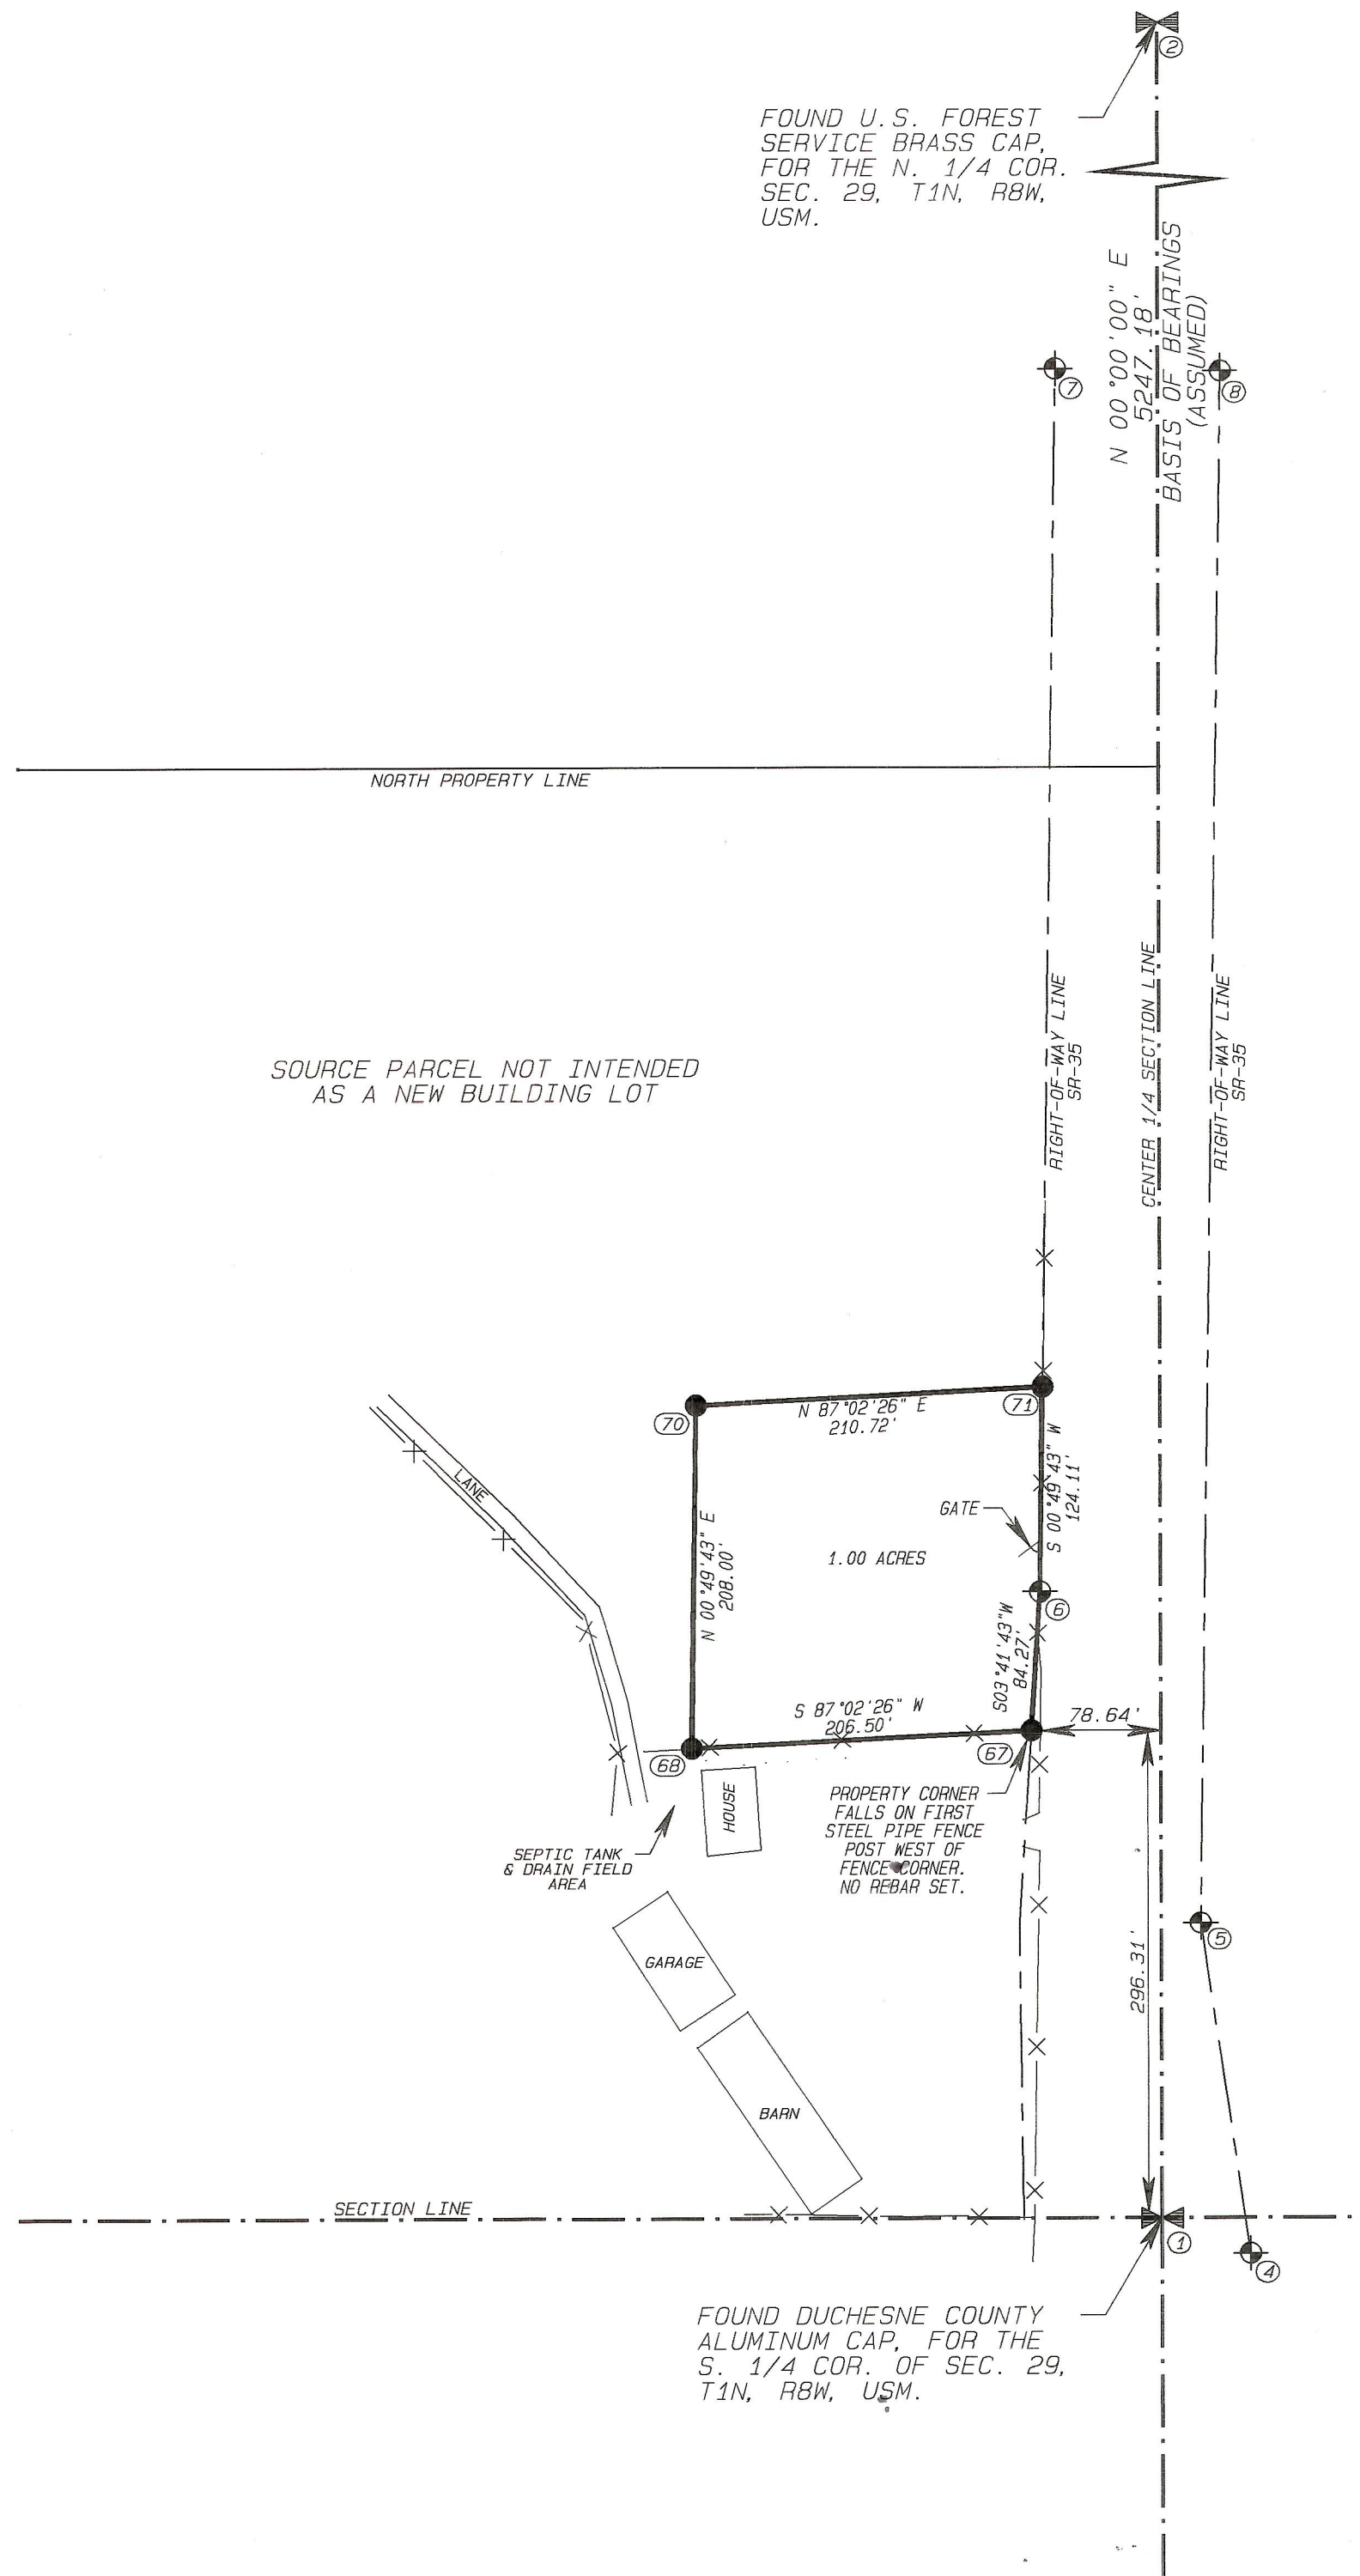 2
FOUND U.S. FOREST
SERVICE BRASS CAP,
FOR THE N. 1/4 COR.
SEC. 29, T1N, R8W,
USM.
N 00°00'00" E
5247.18'
BASIS OF BEARINGS
(ASSUMED)
7
8
NORTH PROPERTY LINE
RIGHT-OF-WAY LINE
SR-35
CENTER 1/4 SECTION LINE
RIGHT-OF-WAY LINE
SR-35
SOURCE PARCEL NOT INTENDED
AS A NEW BUILDING LOT
70
N 87°02'26" E
210.72'
71
LANE
S 00°49'43" W
124.11'
GATE
N 00°49'43" E
208.00'
1.00 ACRES
6
S03°41'43"W
84.27'
S 87°02'26" W
206.50'
78.64'
68
67
HOUSE
PROPERTY CORNER
FALLS ON FIRST
STEEL PIPE FENCE
POST WEST OF
FENCE CORNER.
NO REBAR SET.
SEPTIC TANK
& DRAIN FIELD
AREA
5
GARAGE
296.31'
BARN
SECTION LINE
1
4
FOUND DUCHESNE COUNTY
ALUMINUM CAP, FOR THE
S. 1/4 COR. OF SEC. 29,
T1N, R8W, USM.